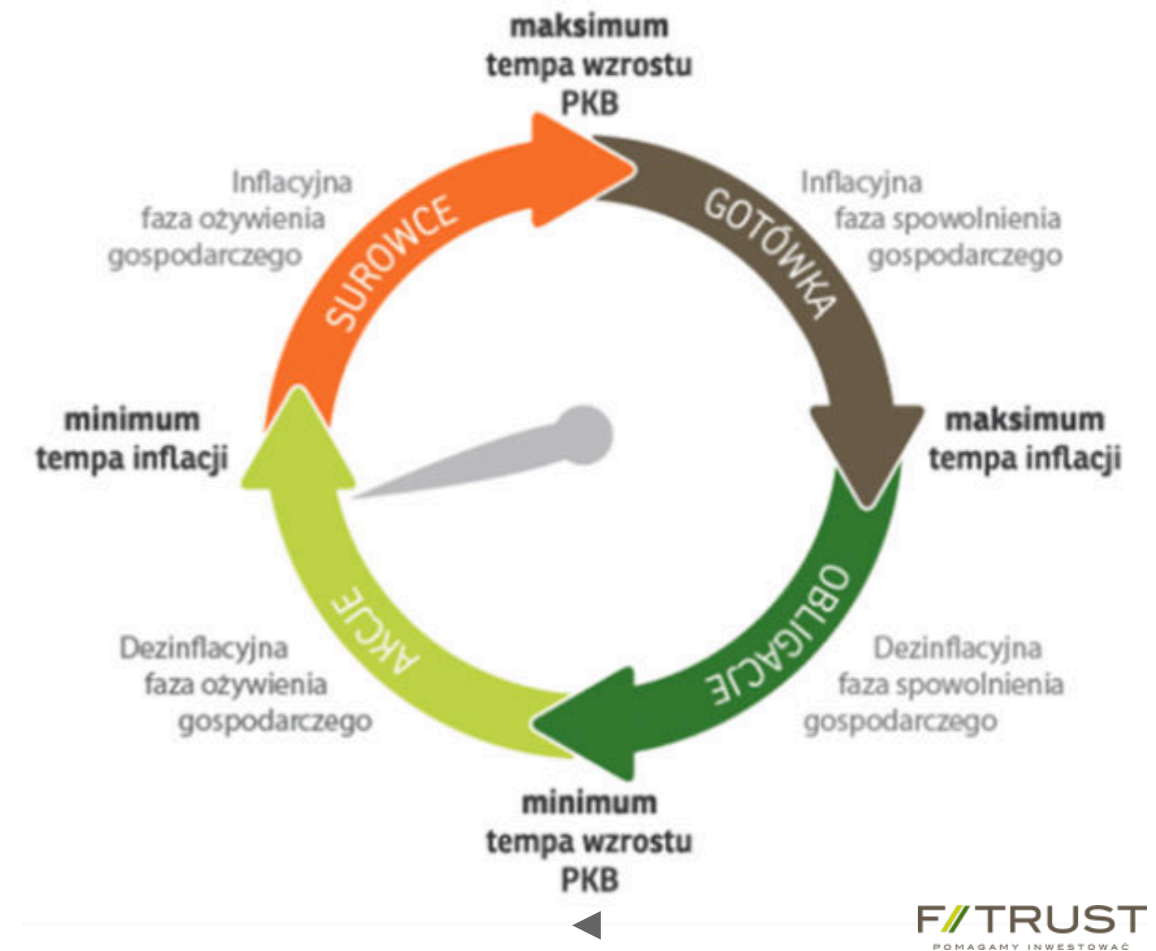 maksimum
tempa wzrostu
PKB
Inflacyjna
faza ożywienia
gospodarczego
SUROWCE
GOTÓWKA
Inflacyjna
faza spowolnienia
gospodarczego
minimum
tempa inflacji
maksimum
tempa inflacji
Dezinflacyjna
faza ożywienia
gospodarczego
AKCJE
OBLIGACJE
Dezinflacyjna
faza spowolnienia
gospodarczego
minimum
tempa wzrostu
PKB
F//TRUST
POMAGAMY INWESTOWAĆ